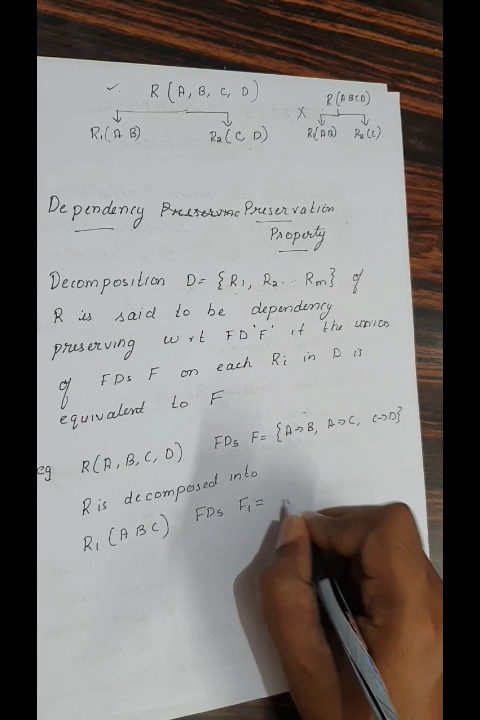 ✓ R (A, B, C, D)
R₁ (A B) R₂ (C D)
X R (ABCD)
R(AB) R₂(C)
Dependency Preservation
Property
Decomposition D= {R₁, R₂... Rm} of
R is said to be dependency
preserving w r t FD 'F' if the union
of FDs F on each Ri in D is
equivalent to F
eg R(A, B, C, D) FDs F= {A→B, A→C, C→D}
R is decomposed into
R₁ (A B C) FDs F₁ =